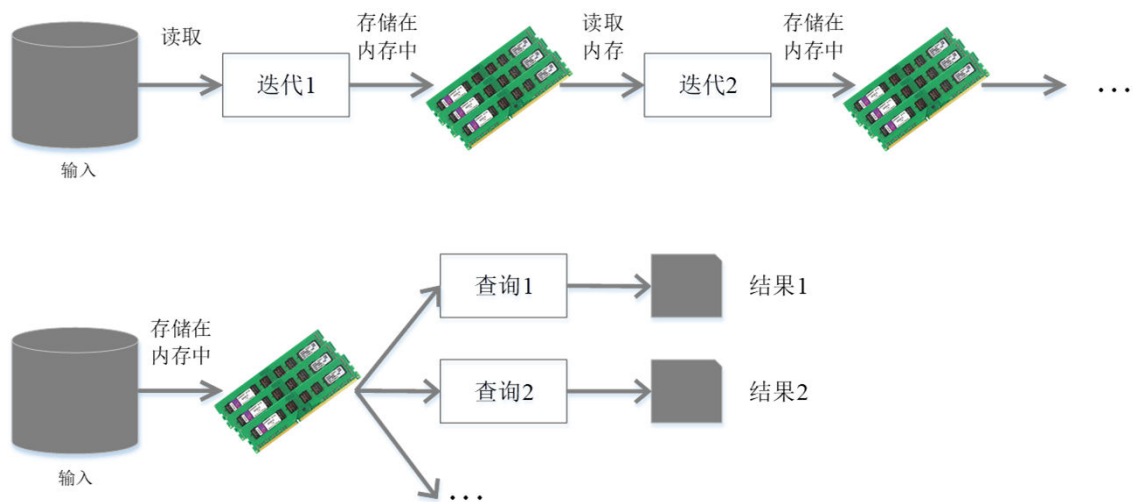 读取
存储在
内存中
读取
内存
存储在
内存中
迭代1
迭代2
...
输入
查询1
结果1
存储在
内存中
查询2
结果2
输入
...